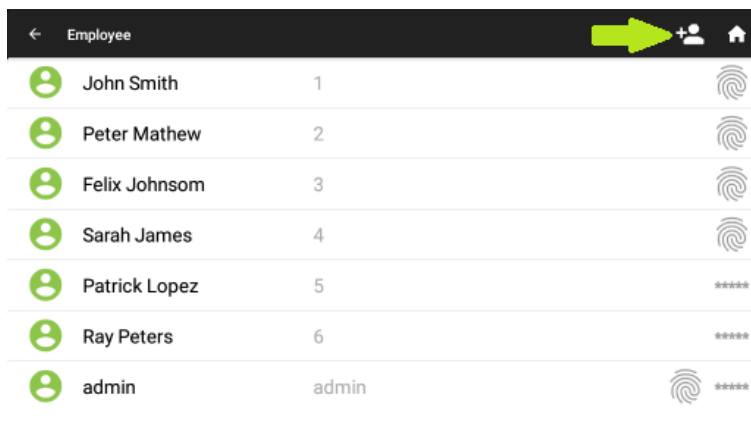 Employee
John Smith 1
Peter Mathew 2
Felix Johnsom 3
Sarah James 4
Patrick Lopez 5 *****
Ray Peters 6 *****
admin admin *****